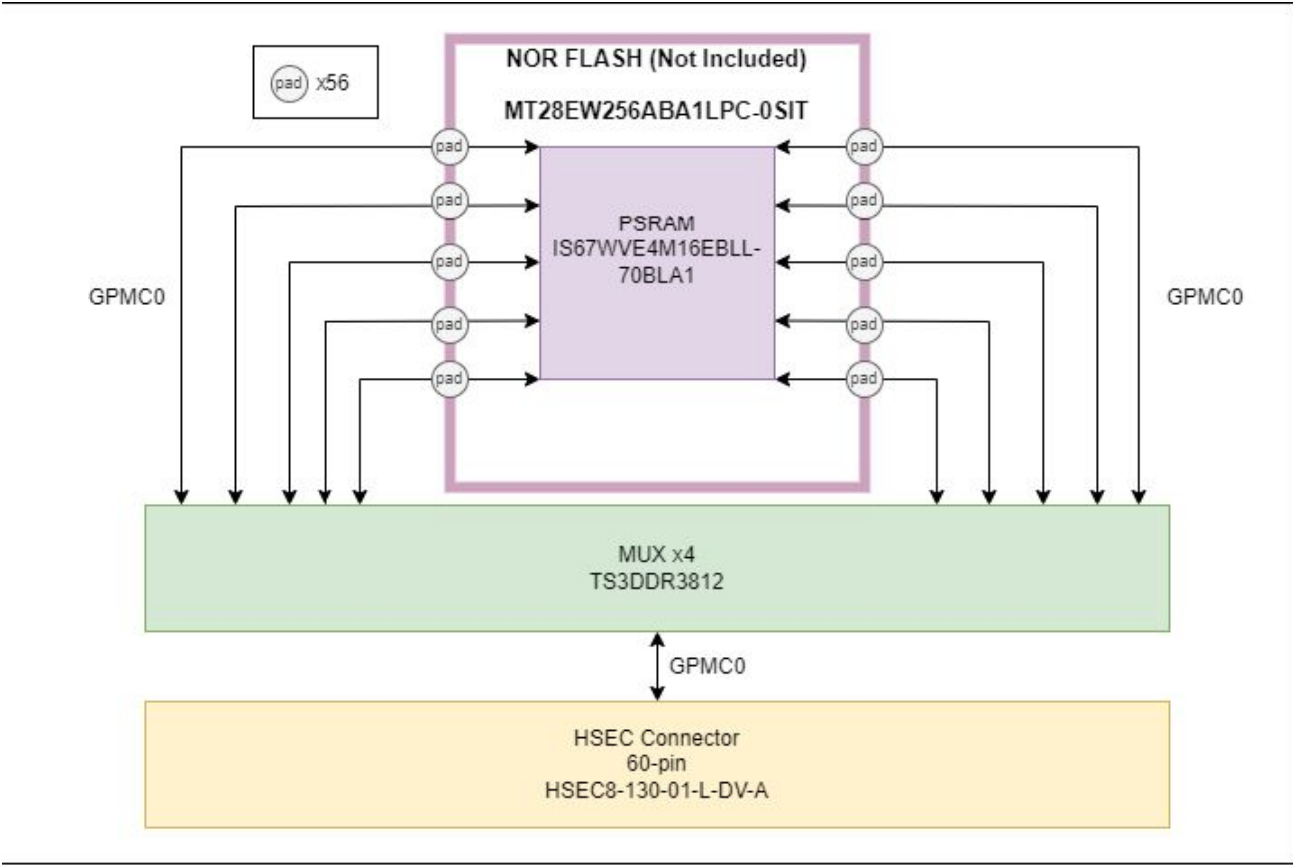 pad x56
NOR FLASH (Not Included)
MT28EW256ABA1LPC-0SIT
pad
pad
pad
pad
pad
pad
pad
pad
pad
pad
PSRAM
IS67WVE4M16EBLL-
70BLA1
GPMC0
GPMC0
MUX x4
TS3DDR3812
GPMC0
HSEC Connector
60-pin
HSEC8-130-01-L-DV-A